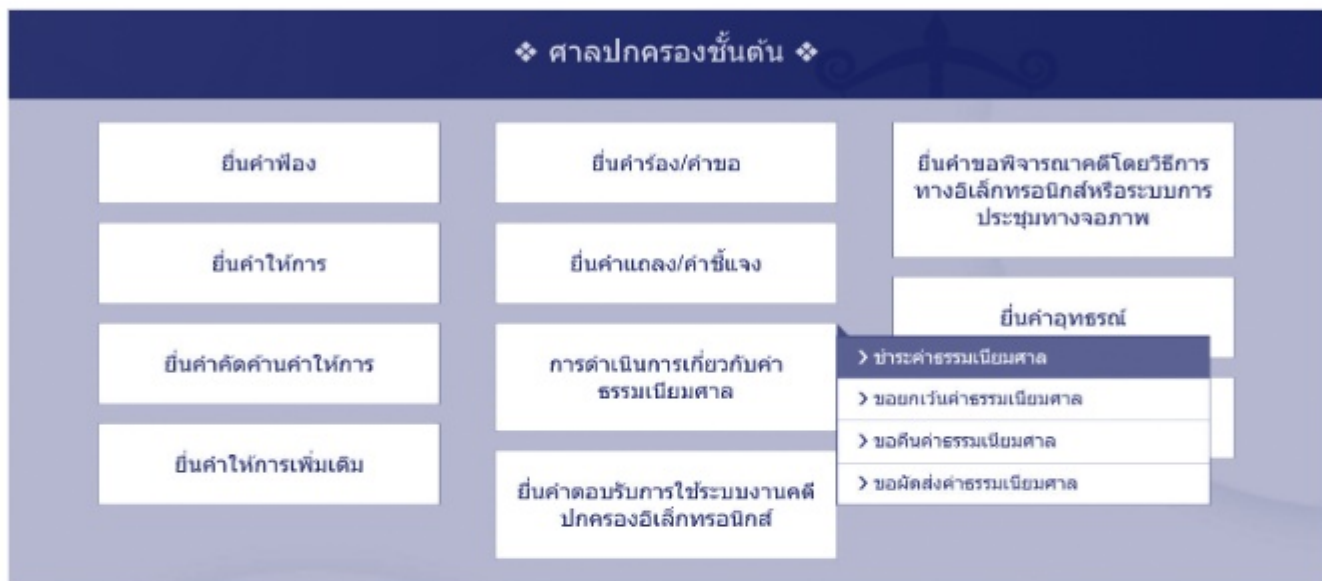 ❖ ศาลปกครองชั้นต้น ❖
ยื่นคำฟ้อง
ยื่นคำร้อง/คำขอ
ยื่นคำขอพิจารณาคดีโดยวิธีการ
ทางอิเล็กทรอนิกส์หรือระบบการ
ประชุมทางจอภาพ
ยื่นคำให้การ
ยื่นคำแถลง/คำชี้แจง
ยื่นคำอุทธรณ์
ยื่นคำคัดค้านคำให้การ
การดำเนินการเกี่ยวกับค่า
ธรรมเนียมศาล
> ชำระค่าธรรมเนียมศาล
> ขอยกเว้นค่าธรรมเนียมศาล
> ขอคืนค่าธรรมเนียมศาล
> ขอผัดส่งค่าธรรมเนียมศาล
ยื่นคำให้การเพิ่มเติม
ยื่นคำตอบรับการใช้ระบบงานคดี
ปกครองอิเล็กทรอนิกส์